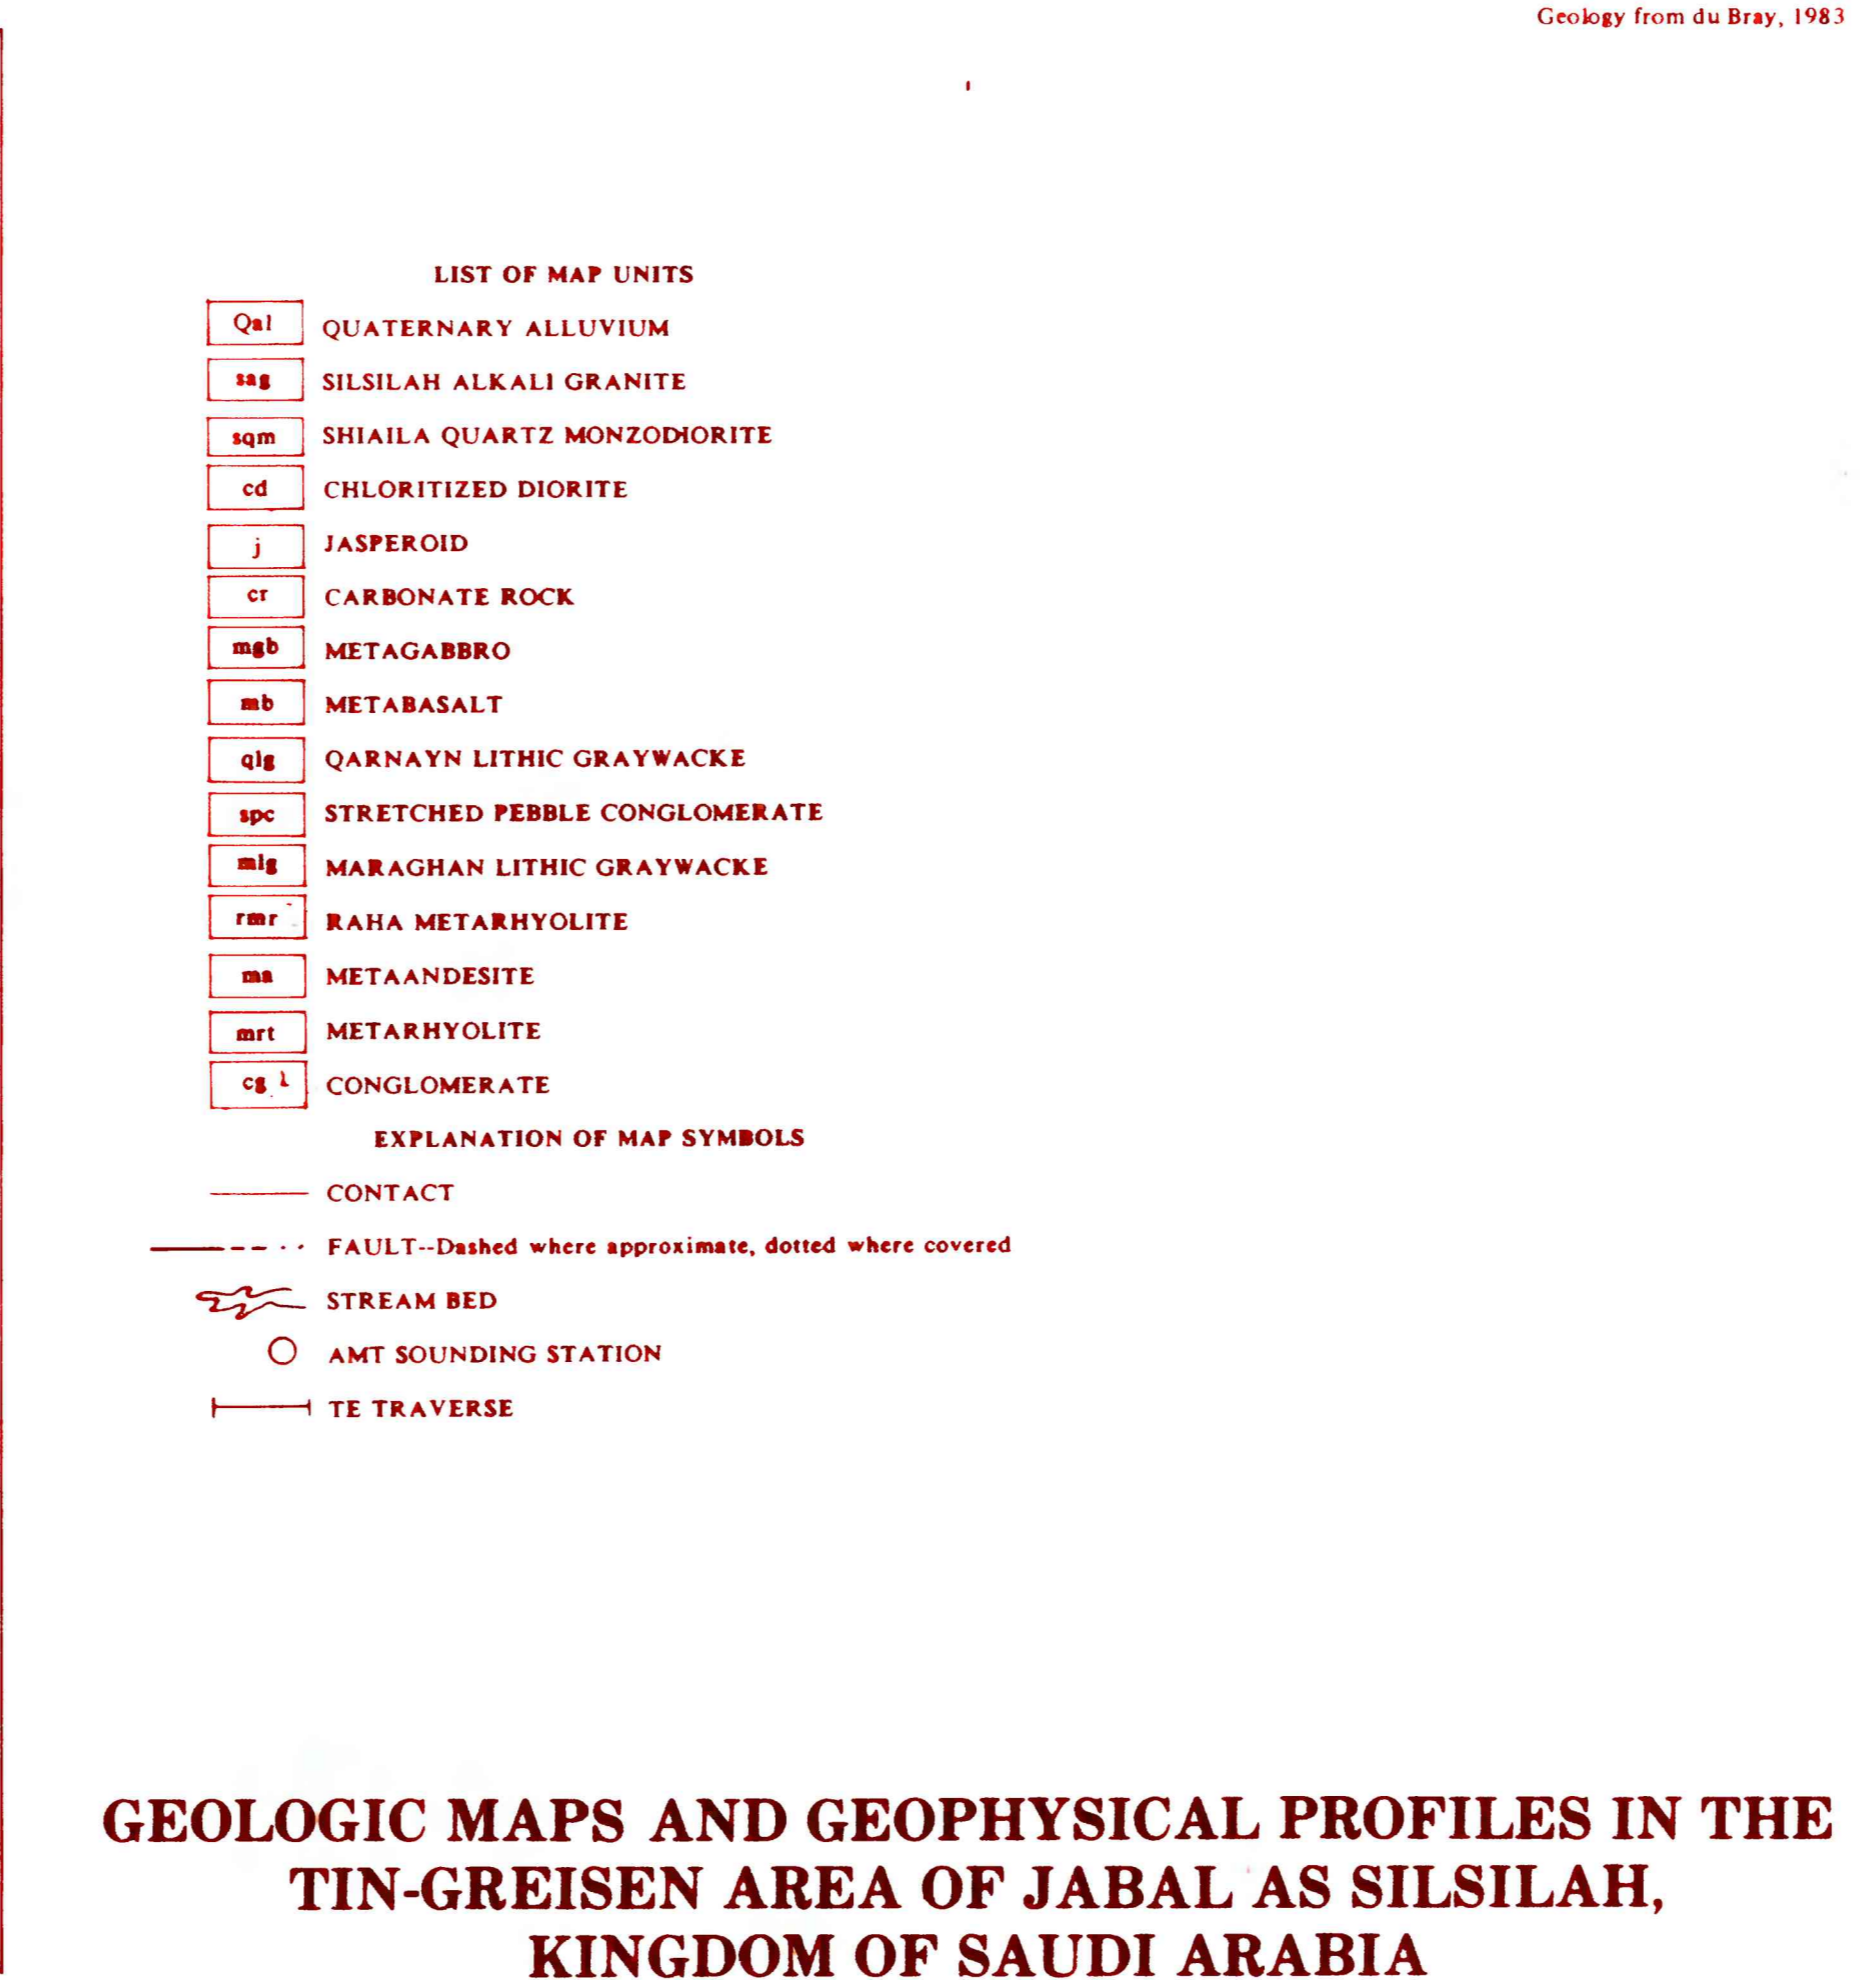 Geology from du Bray, 1983
LIST OF MAP UNITS
Qal QUATERNARY ALLUVIUM
sag SILSILAH ALKALI GRANITE
sqm SHIAILA QUARTZ MONZODIORITE
cd CHLORITIZED DIORITE
j JASPEROID
cr CARBONATE ROCK
mgb METAGABBRO
mb METABASALT
qlg QARNAYN LITHIC GRAYWACKE
spc STRETCHED PEBBLE CONGLOMERATE
mlg MARAGHAN LITHIC GRAYWACKE
rmr RAHA METARHYOLITE
ma METAANDESITE
mrt METARHYOLITE
cg CONGLOMERATE
EXPLANATION OF MAP SYMBOLS
CONTACT
FAULT--Dashed where approximate, dotted where covered
STREAM BED
AMT SOUNDING STATION
TE TRAVERSE
GEOLOGIC MAPS AND GEOPHYSICAL PROFILES IN THE
TIN-GREISEN AREA OF JABAL AS SILSILAH,
KINGDOM OF SAUDI ARABIA